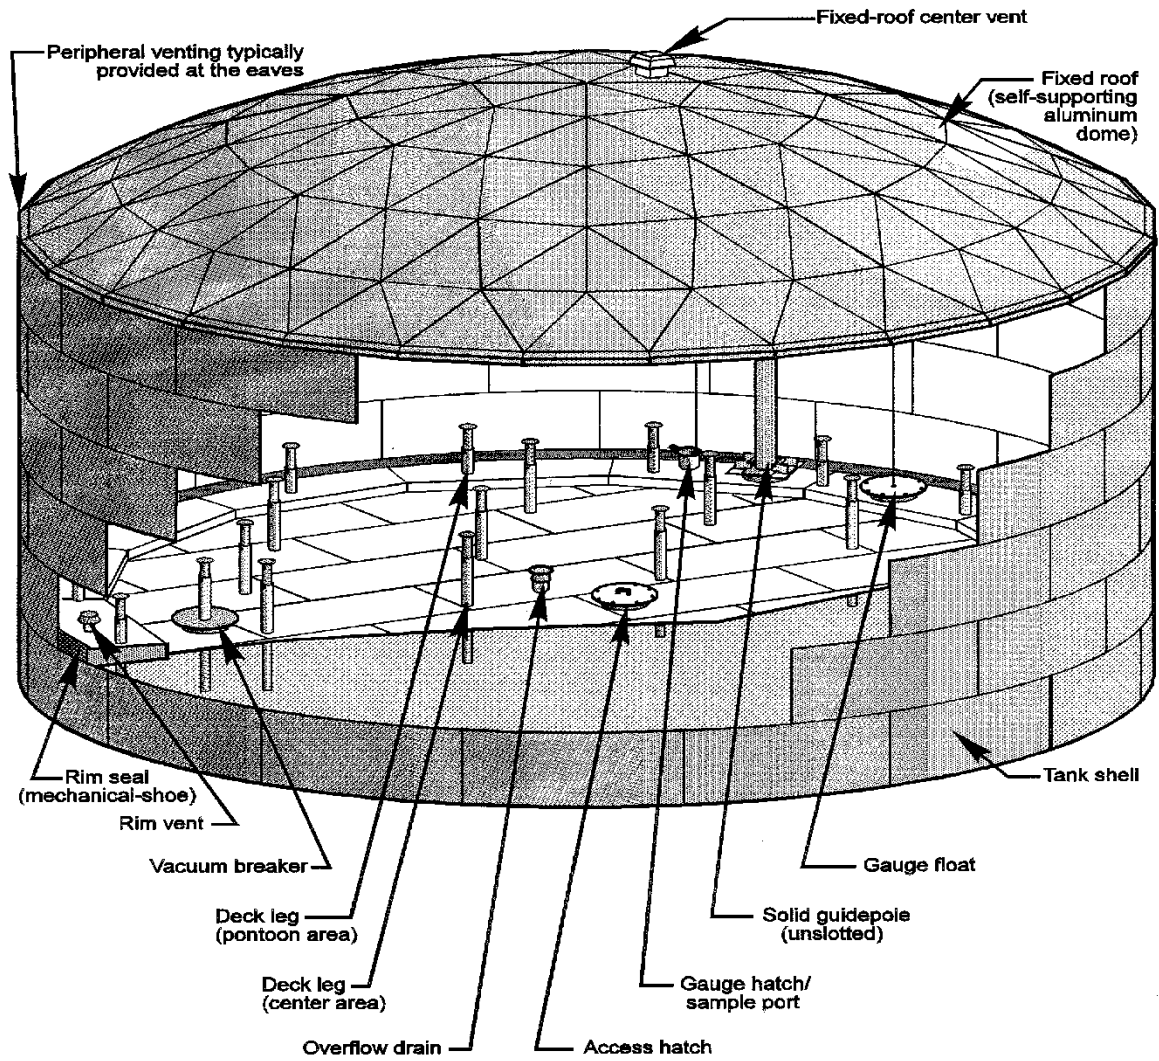 Fixed-roof center vent
Peripheral venting typically
provided at the eaves
Fixed roof
(self-supporting
aluminum
dome)
Rim seal
(mechanical-shoe)
Tank shell
Rim vent
Vacuum breaker
Gauge float
Deck leg
(pontoon area)
Solid guidepole
(unslotted)
Deck leg
(center area)
Gauge hatch/
sample port
Overflow drain
Access hatch